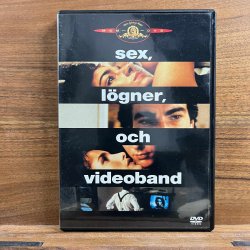 sex,
lögner,
och
videoband
DVD